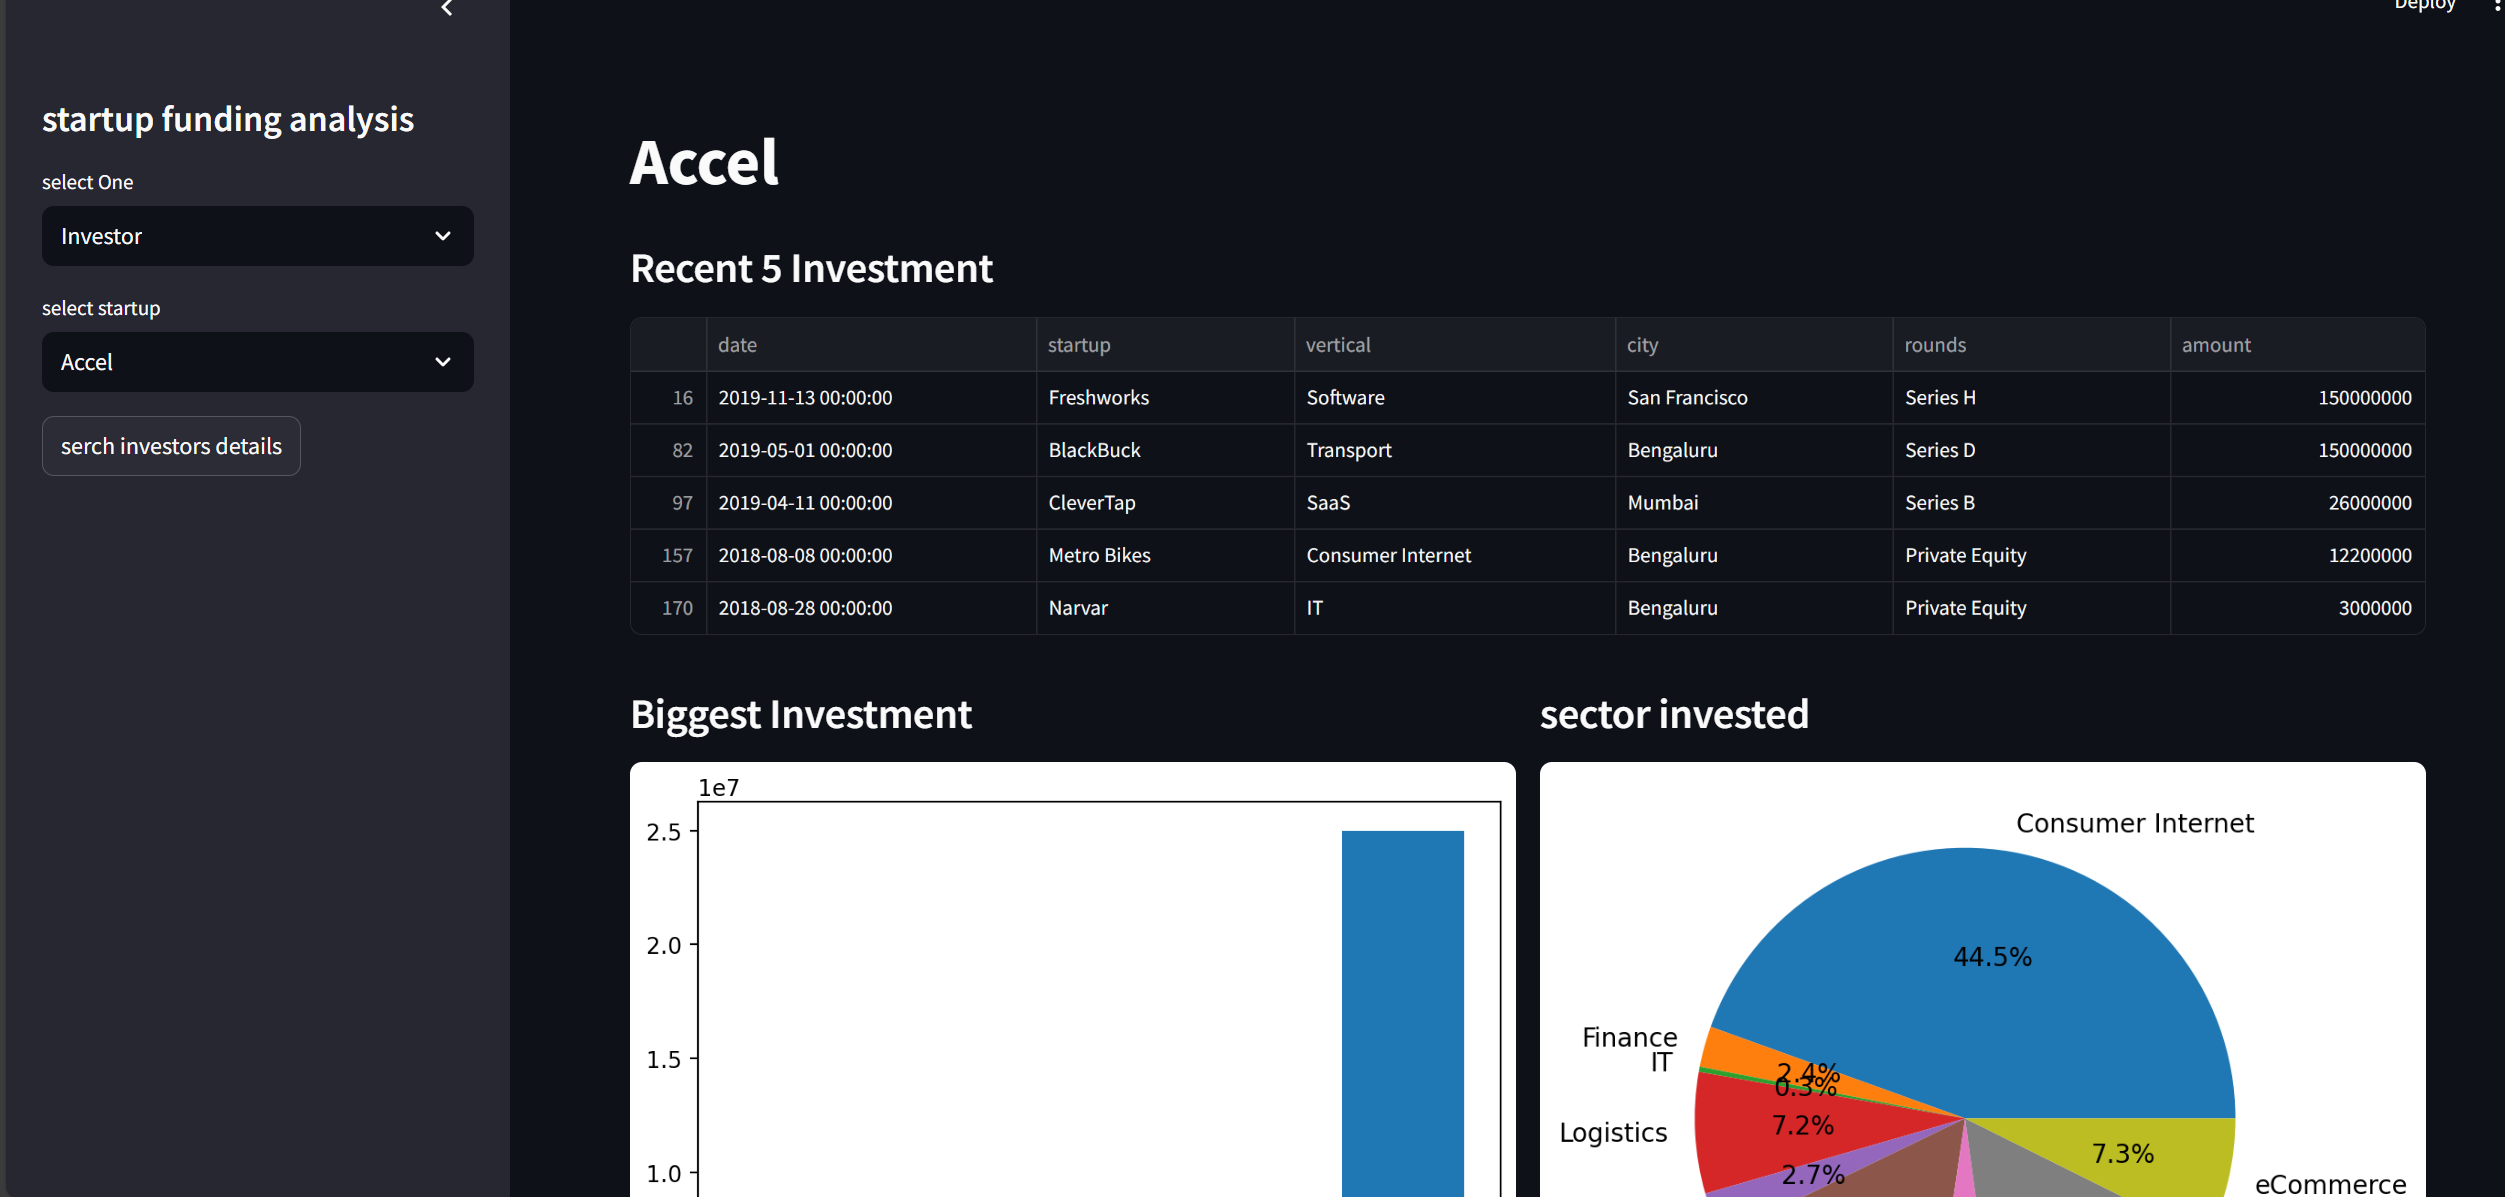 Deploy
startup funding analysis
select One
Investor
select startup
Accel
serch investors details
Accel
Recent 5 Investment
date startup vertical city rounds amount
16 2019-11-13 00:00:00 Freshworks Software San Francisco Series H 150000000
82 2019-05-01 00:00:00 BlackBuck Transport Bengaluru Series D 150000000
97 2019-04-11 00:00:00 CleverTap SaaS Mumbai Series B 26000000
157 2018-08-08 00:00:00 Metro Bikes Consumer Internet Bengaluru Private Equity 12200000
170 2018-08-28 00:00:00 Narvar IT Bengaluru Private Equity 3000000
Biggest Investment
1e7
2.5
2.0
1.5
1.0
sector invested
Consumer Internet
44.5%
Finance
IT
2.4%
0.3%
Logistics
7.2%
2.7%
7.3%
eCommerce